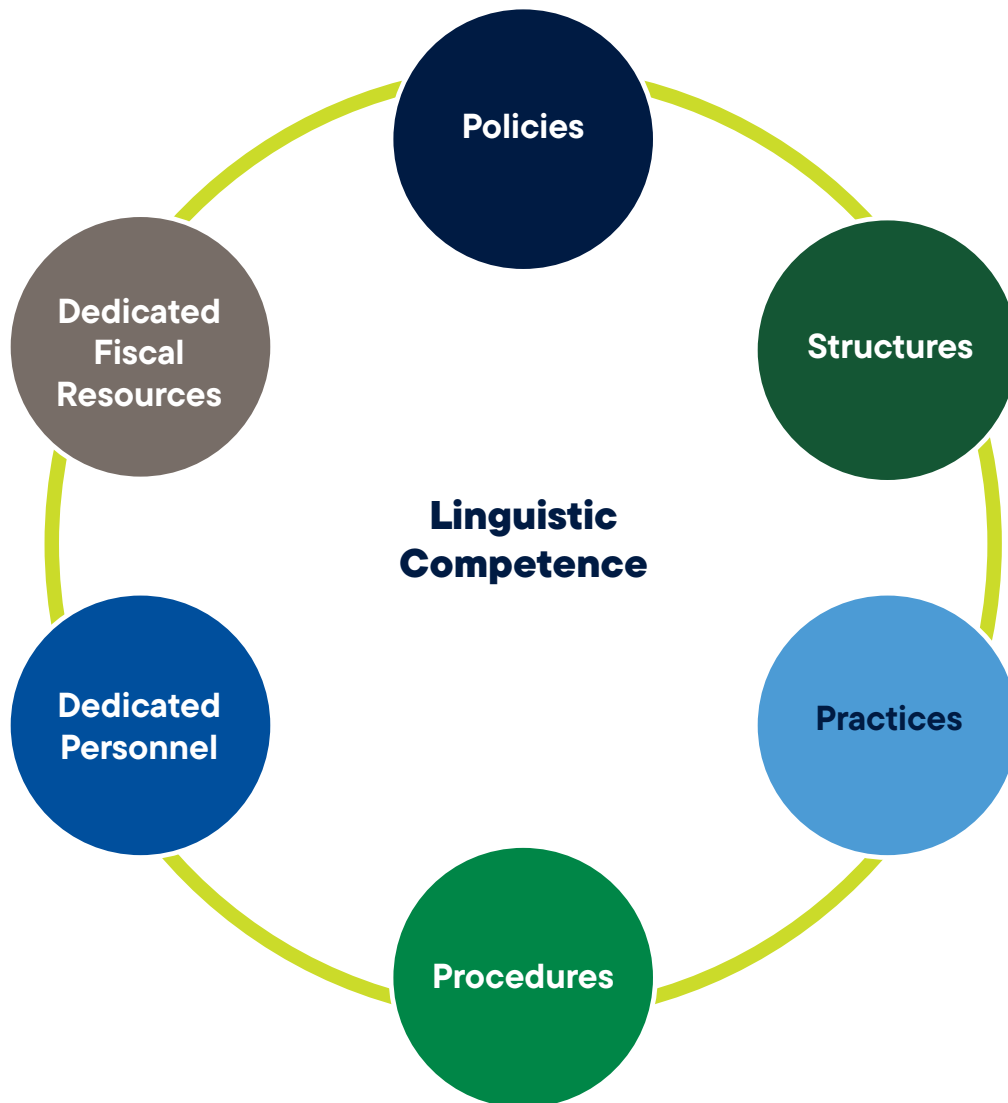 Policies
Structures
Practices
Procedures
Dedicated
Personnel
Dedicated
Fiscal
Resources
Linguistic
Competence